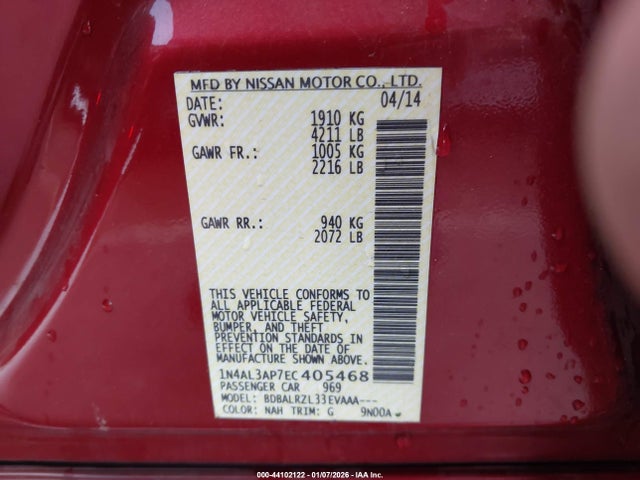 MFD BY NISSAN MOTOR CO., LTD.
DATE: 04/14
GVWR: 1910 KG
4211 LB
GAWR FR.: 1005 KG
2216 LB
GAWR RR.: 940 KG
2072 LB
THIS VEHICLE CONFORMS TO
ALL APPLICABLE FEDERAL
MOTOR VEHICLE SAFETY,
BUMPER, AND THEFT
PREVENTION STANDARDS IN
EFFECT ON THE DATE OF
MANUFACTURE SHOWN ABOVE.
1N4AL3AP7EC405468
PASSENGER CAR 969
MODEL: BDBALRZL33EVAAA---
COLOR: NAH TRIM: G 9N00A
000-44102122 - 01/07/2026 - IAA Inc.